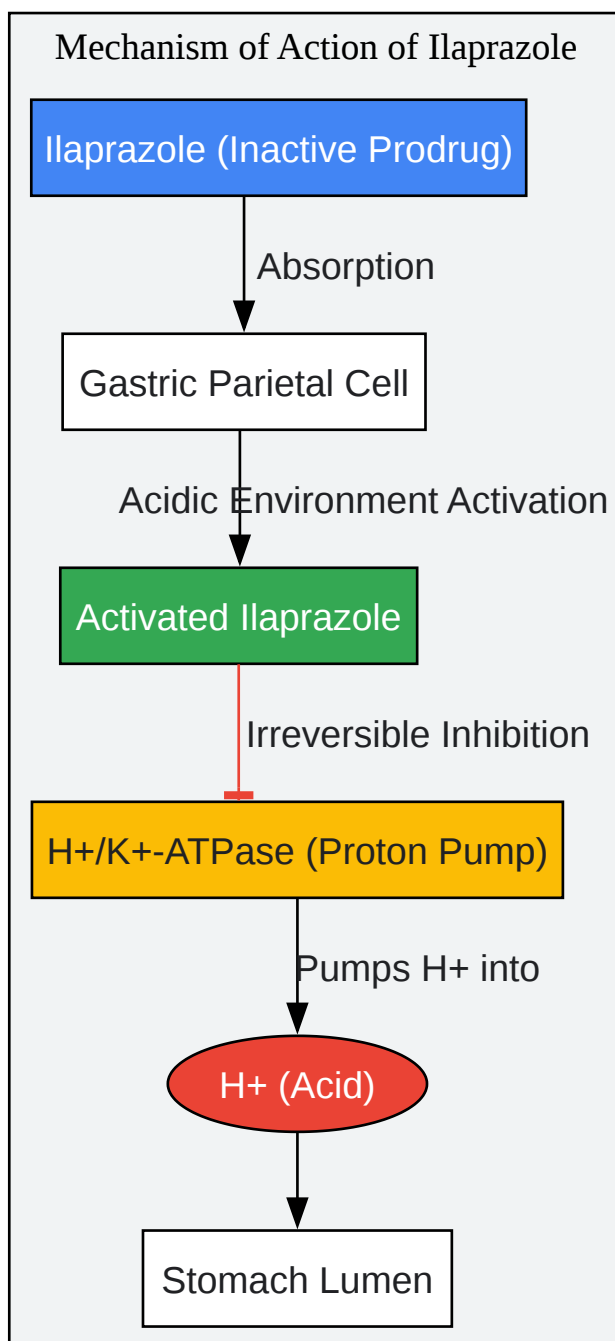 Mechanism of Action of Ilaprazole
Ilaprazole (Inactive Prodrug)
Absorption
Gastric Parietal Cell
Acidic Environment Activation
Activated Ilaprazole
Irreversible Inhibition
H+/K+-ATPase (Proton Pump)
Pumps H+ into
H+ (Acid)
Stomach Lumen